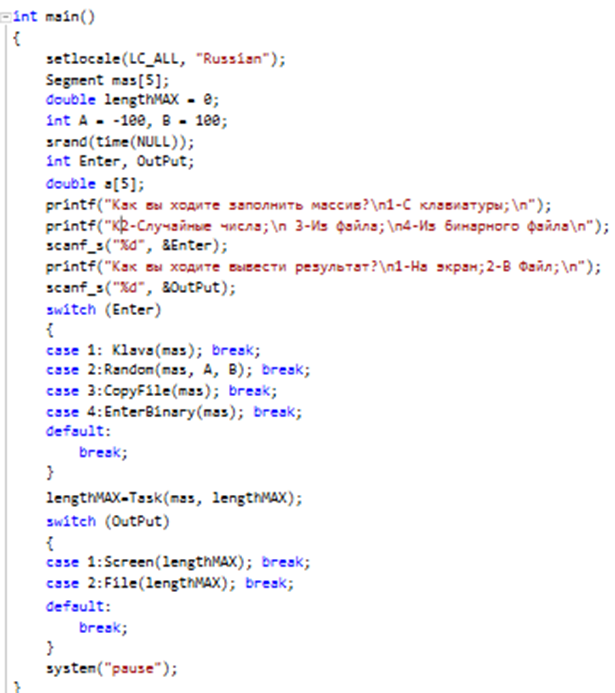 int main()
{
setlocale(LC_ALL, "Russian");
Segment mas[5];
double lengthMAX = 0;
int A = -100, B = 100;
srand(time(NULL));
int Enter, OutPut;
double a[5];
printf("Как вы ходите заполнить массив?\n1-С клавиатуры;\n");
printf("К2-Случайные числа;\n 3-Из файла;\n4-Из бинарного файла\n");
scanf_s("%d", &Enter);
printf("Как вы ходите вывести результат?\n1-На экран;2-В Файл;\n");
scanf_s("%d", &OutPut);
switch (Enter)
{
case 1: Klava(mas); break;
case 2:Random(mas, A, B); break;
case 3:CopyFile(mas); break;
case 4:EnterBinary(mas); break;
default:
break;
}
lengthMAX=Task(mas, lengthMAX);
switch (OutPut)
{
case 1:Screen(lengthMAX); break;
case 2:File(lengthMAX); break;
default:
break;
}
system("pause");
}